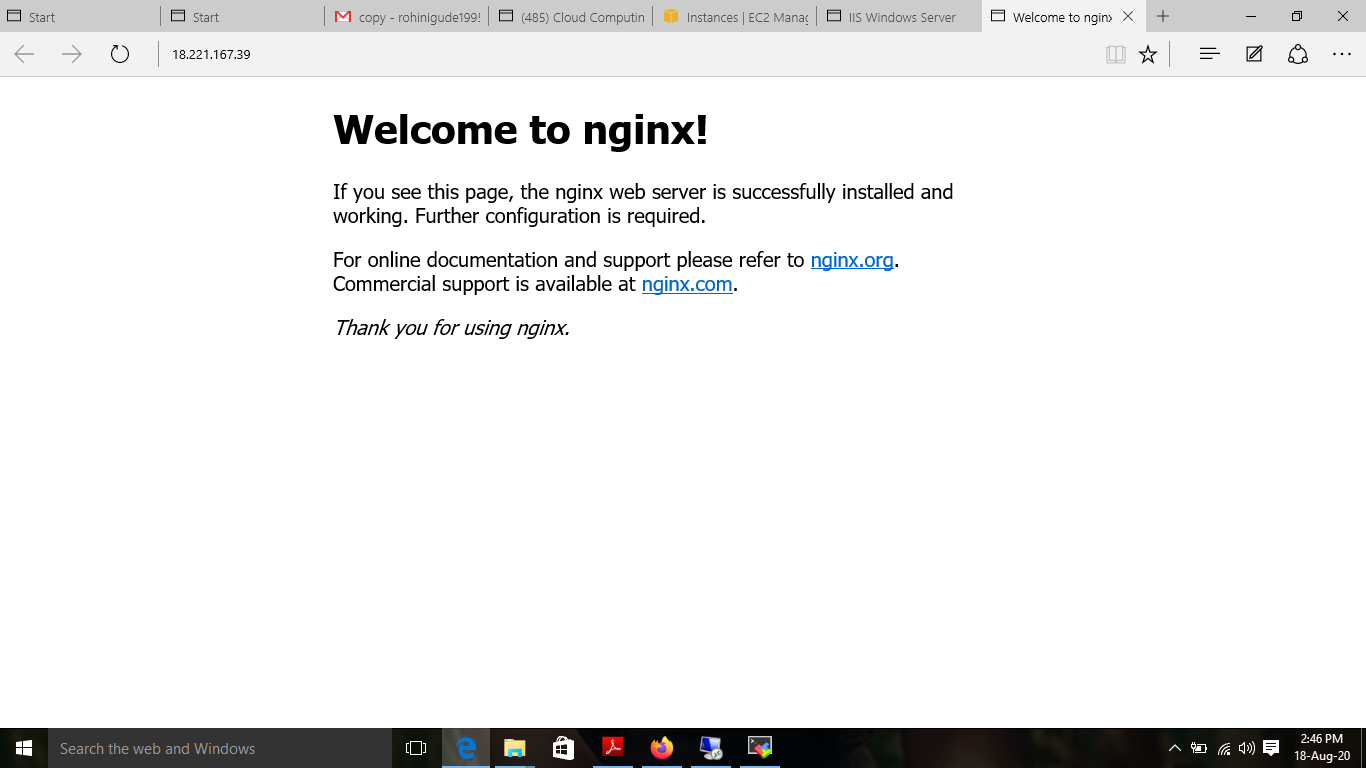 Start
Start
copy - rohinigude199
(485) Cloud Computin
Instances | EC2 Manag
IIS Windows Server
Welcome to nginx
18.221.167.39
Welcome to nginx!
If you see this page, the nginx web server is successfully installed and
working. Further configuration is required.
For online documentation and support please refer to nginx.org.
Commercial support is available at nginx.com.
Thank you for using nginx.
Search the web and Windows
2:46 PM
18-Aug-20